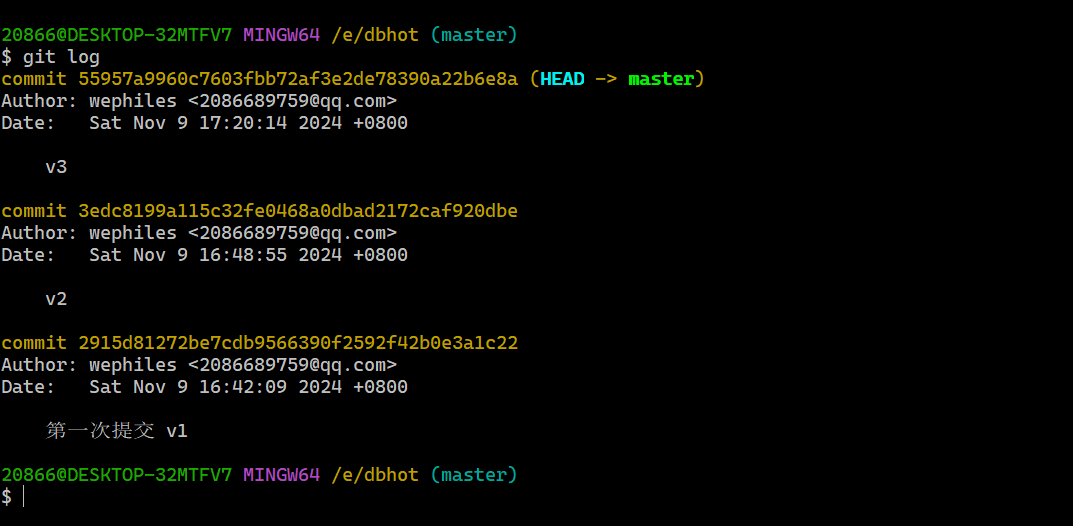 20866@DESKTOP-32MTFV7 MINGW64 /e/dbhot (master)
$ git log
commit 55957a9960c7603fbb72af3e2de78390a22b6e8a (HEAD -> master)
Author: wephiles <2086689759@qq.com>
Date:   Sat Nov 9 17:20:14 2024 +0800
    v3
commit 3edc8199a115c32fe0468a0dbad2172caf920dbe
Author: wephiles <2086689759@qq.com>
Date:   Sat Nov 9 16:48:55 2024 +0800
    v2
commit 2915d81272be7cdb9566390f2592f42b0e3a1c22
Author: wephiles <2086689759@qq.com>
Date:   Sat Nov 9 16:42:09 2024 +0800
    第一次提交 v1
20866@DESKTOP-32MTFV7 MINGW64 /e/dbhot (master)
$